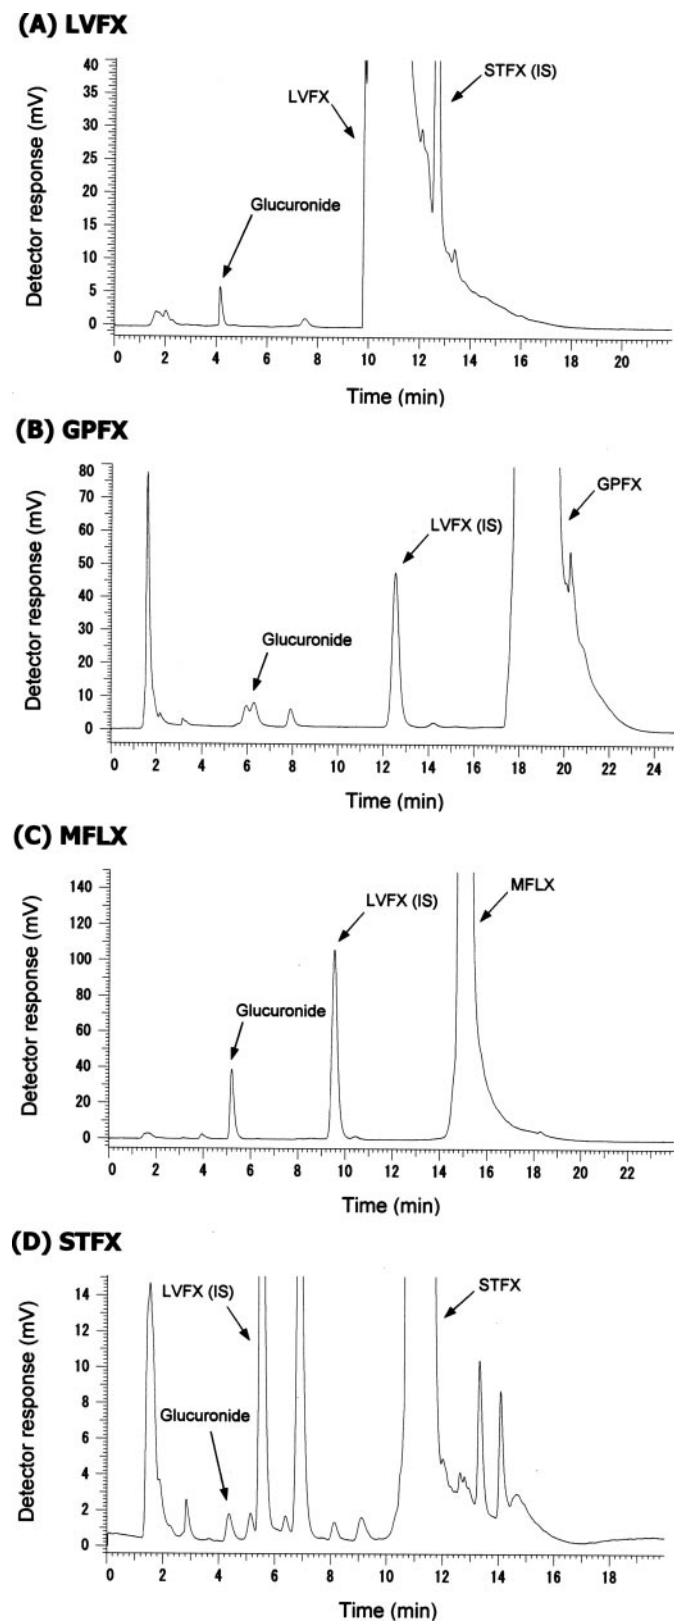 (A) LVFX
40
35
30
25
20
15
10
5
0
Detector response (mV)
LVFX
STFX (IS)
Glucuronide
0 2 4 6 8 10 12 14 16 18 20
Time (min)
(B) GPFX
80
70
60
50
40
30
20
10
0
Detector response (mV)
GPFX
LVFX (IS)
Glucuronide
0 2 4 6 8 10 12 14 16 18 20 22 24
Time (min)
(C) MFLX
140
120
100
80
60
40
20
0
Detector response (mV)
MFLX
LVFX (IS)
Glucuronide
0 2 4 6 8 10 12 14 16 18 20 22
Time (min)
(D) STFX
14
12
10
8
6
4
2
0
Detector response (mV)
LVFX (IS)
STFX
Glucuronide
0 2 4 6 8 10 12 14 16 18
Time (min)